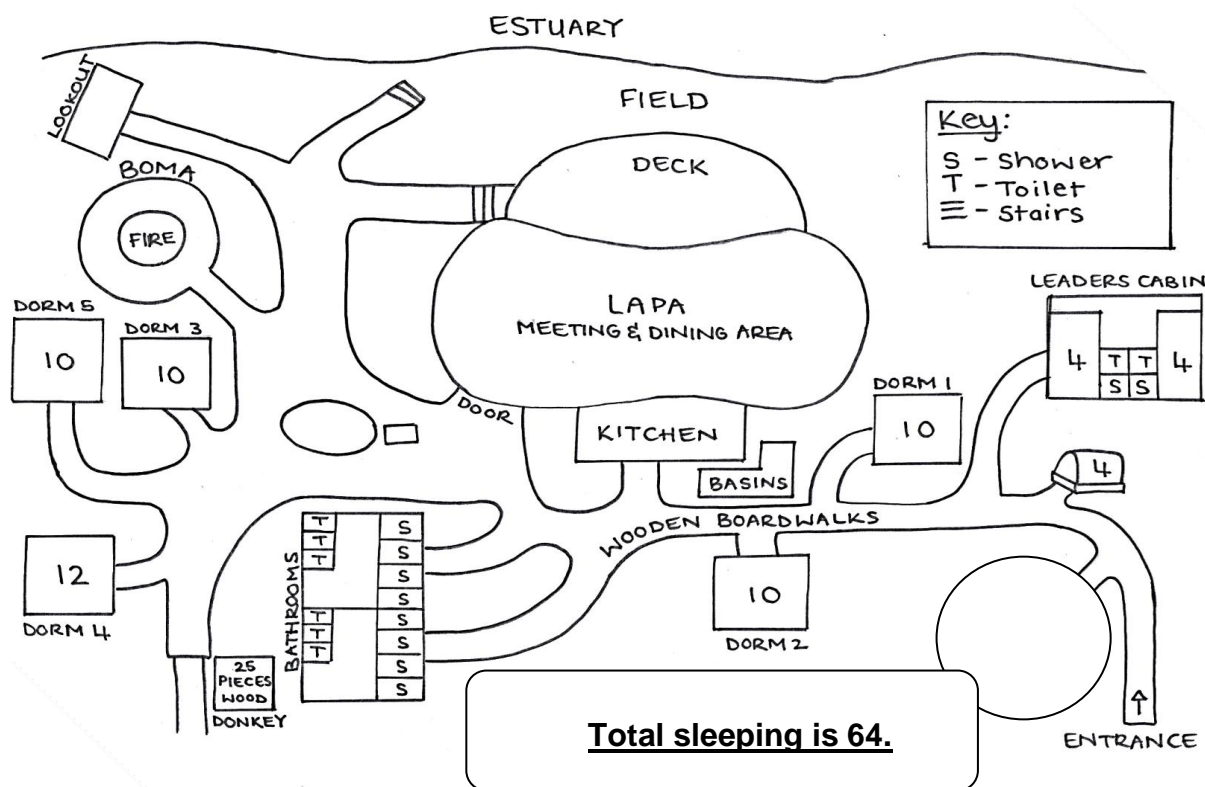 ESTUARY
FIELD
LOOKOUT
Key:
S - Shower
T - Toilet
- Stairs
DECK
BOMA
FIRE
LEADERS CABIN
4
T T
4
S S
DORM 5
10
DORM 3
10
LAPA
MEETING & DINING AREA
DORM 1
10
DOOR
KITCHEN
BASINS
4
WOODEN BOARDWALKS
BATHROOMS
T
T
T
T
T
T
S
S
S
S
S
S
S
S
12
DORM 4
10
DORM 2
25
PIECES
WOOD
DONKEY
Total sleeping is 64.
ENTRANCE